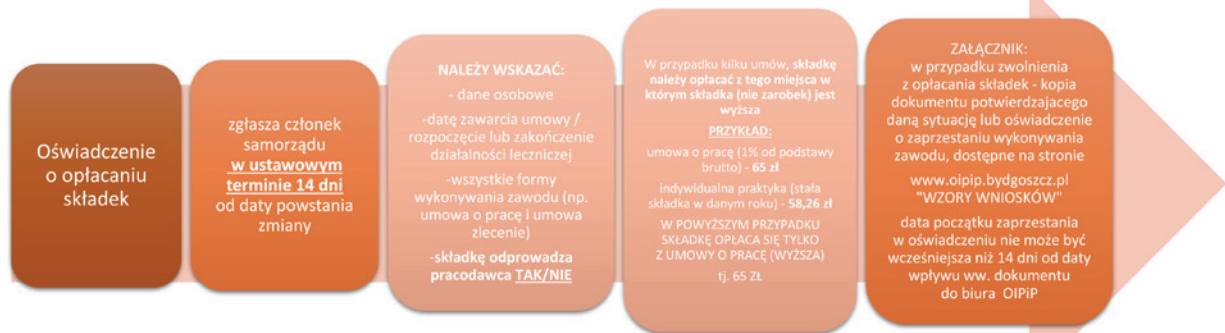 Oświadczenie
o opłacaniu
składek
zgłasza członek
samorządu
w ustawowym
terminie 14 dni
od daty powstania
zmiany
NALEŻY WSKAZAĆ:
- dane osobowe
-datę zawarcia umowy /
rozpoczęcie lub zakończenie
działalności leczniczej
-wszystkie formy
wykonywania zawodu (np.
umowa o pracę i umowa
zlecenie)
-składkę odprowadza
pracodawca TAK/NIE
W przypadku kilku umów, składkę
należy opłacać z tego miejsca w
którym składka (nie zarobek) jest
wyższa
PRZYKŁAD:
umowa o pracę (1% od podstawy
brutto) - 65 zł
indywidualna praktyka (stała
składka w danym roku) - 58,26 zł
W POWYŻSZYM PRZYPADKU
SKŁADKĘ OPŁACA SIĘ TYLKO
Z UMOWY O PRACĘ (WYŻSZA)
tj. 65 ZŁ
ZAŁĄCZNIK:
w przypadku zwolnienia
z opłacania składek - kopia
dokumentu potwierdzajacego
daną sytuację lub oświadczenie
o zaprzestaniu wykonywania
zawodu, dostępne na stronie
www.oipip.bydgoszcz.pl
"WZORY WNIOSKÓW"
data początku zaprzestania
w oświadczeniu nie może być
wcześniejsza niż 14 dni od daty
wpływu ww. dokumentu
do biura OIPiP